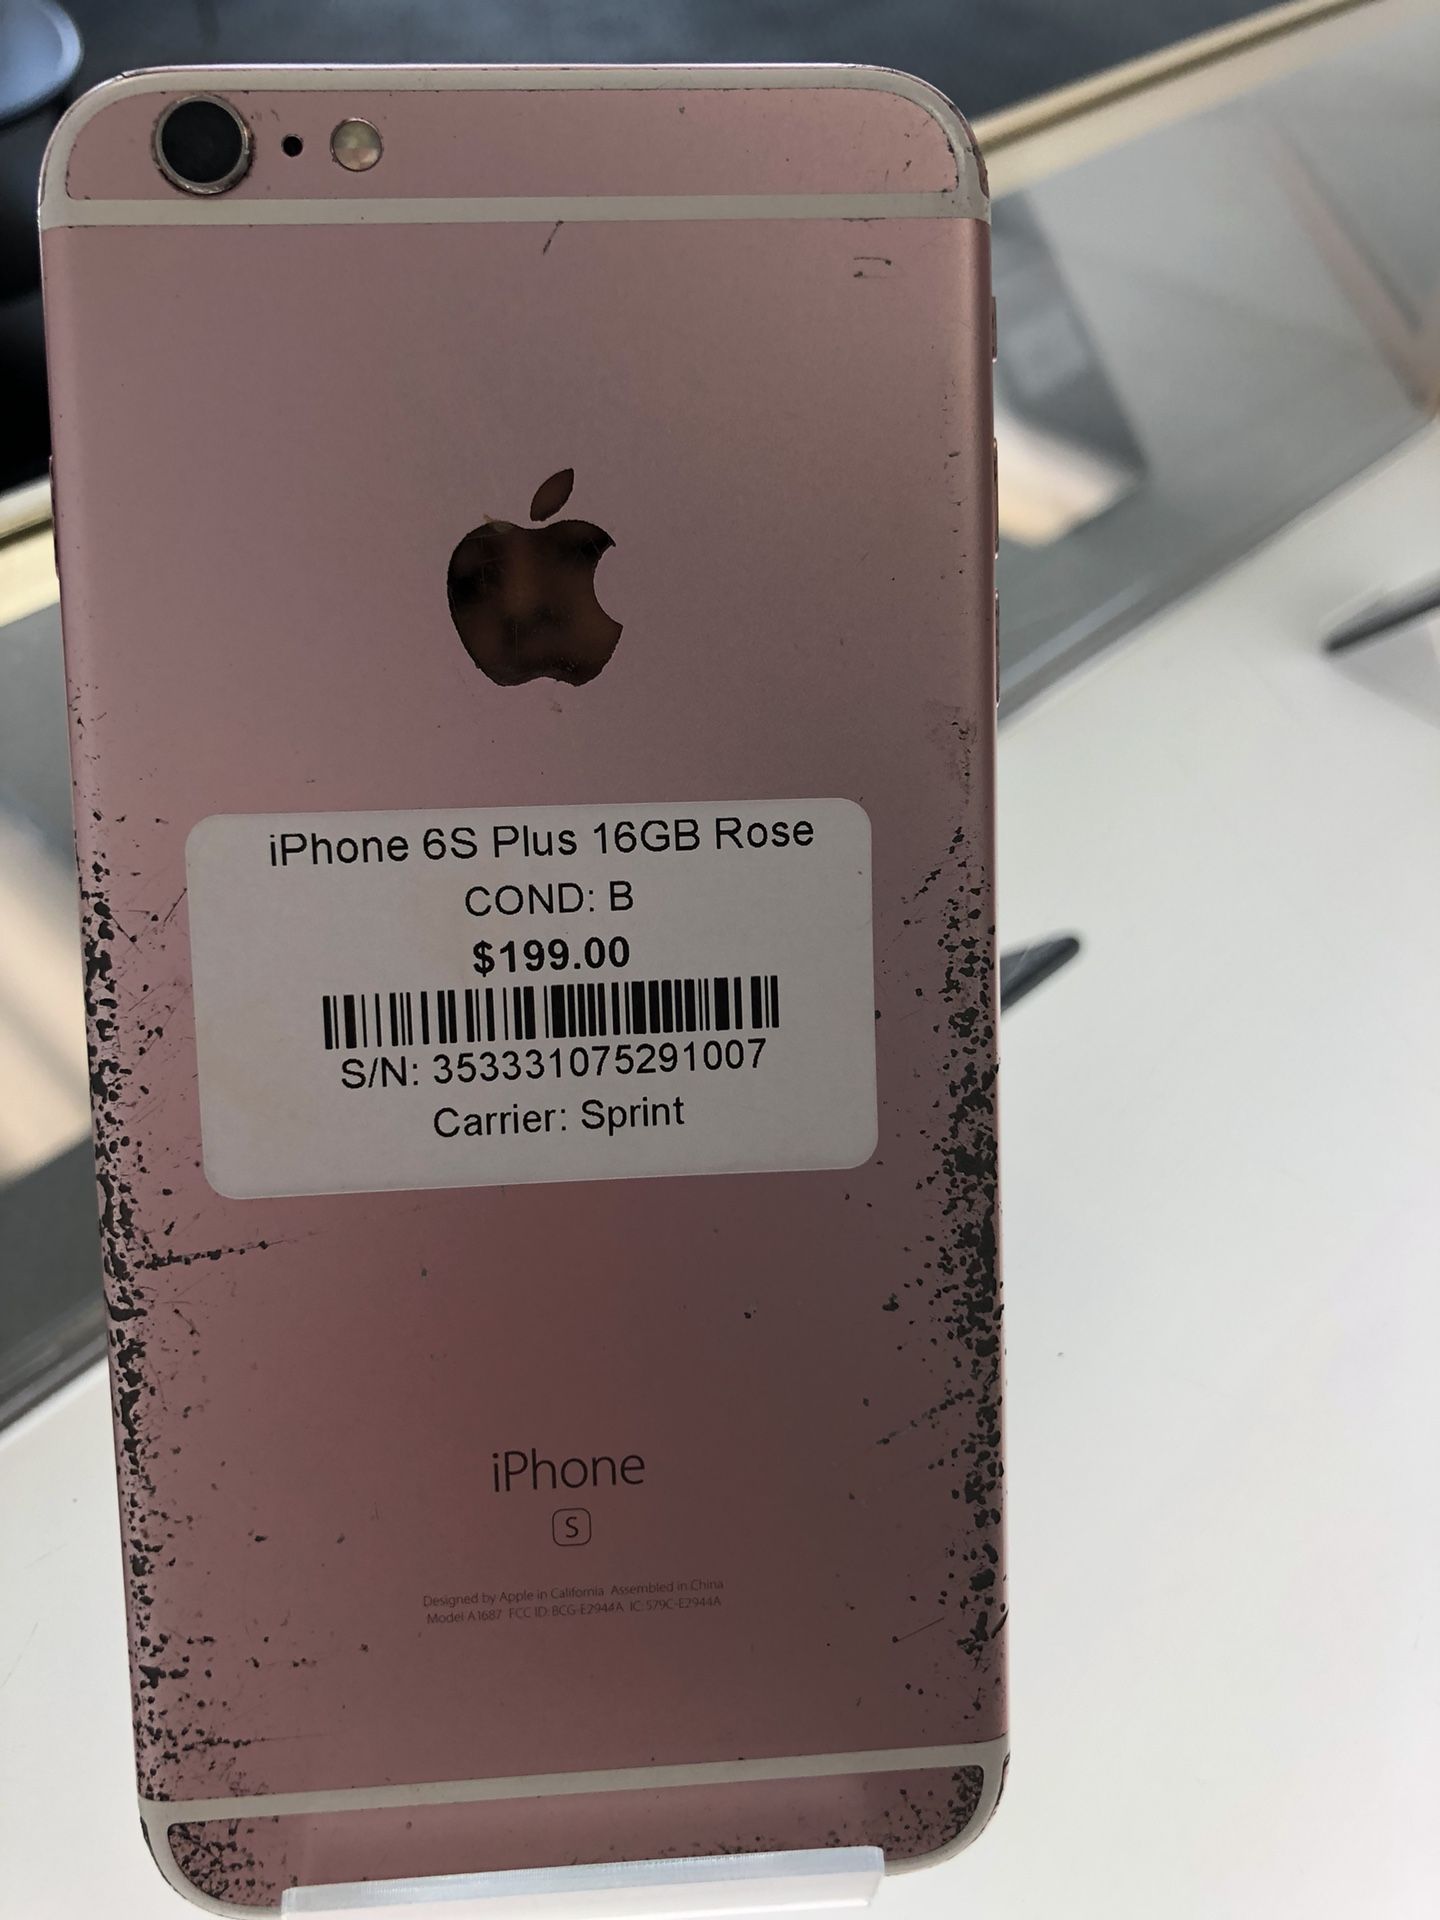 iPhone 6S Plus 16GB Rose
COND: B
$199.00
S/N: 353331075291007
Carrier: Sprint
iPhone
S
Designed by Apple in California Assembled in China
Model A1687 FCC ID: BCG-E2944A IC: 579C-E2944A